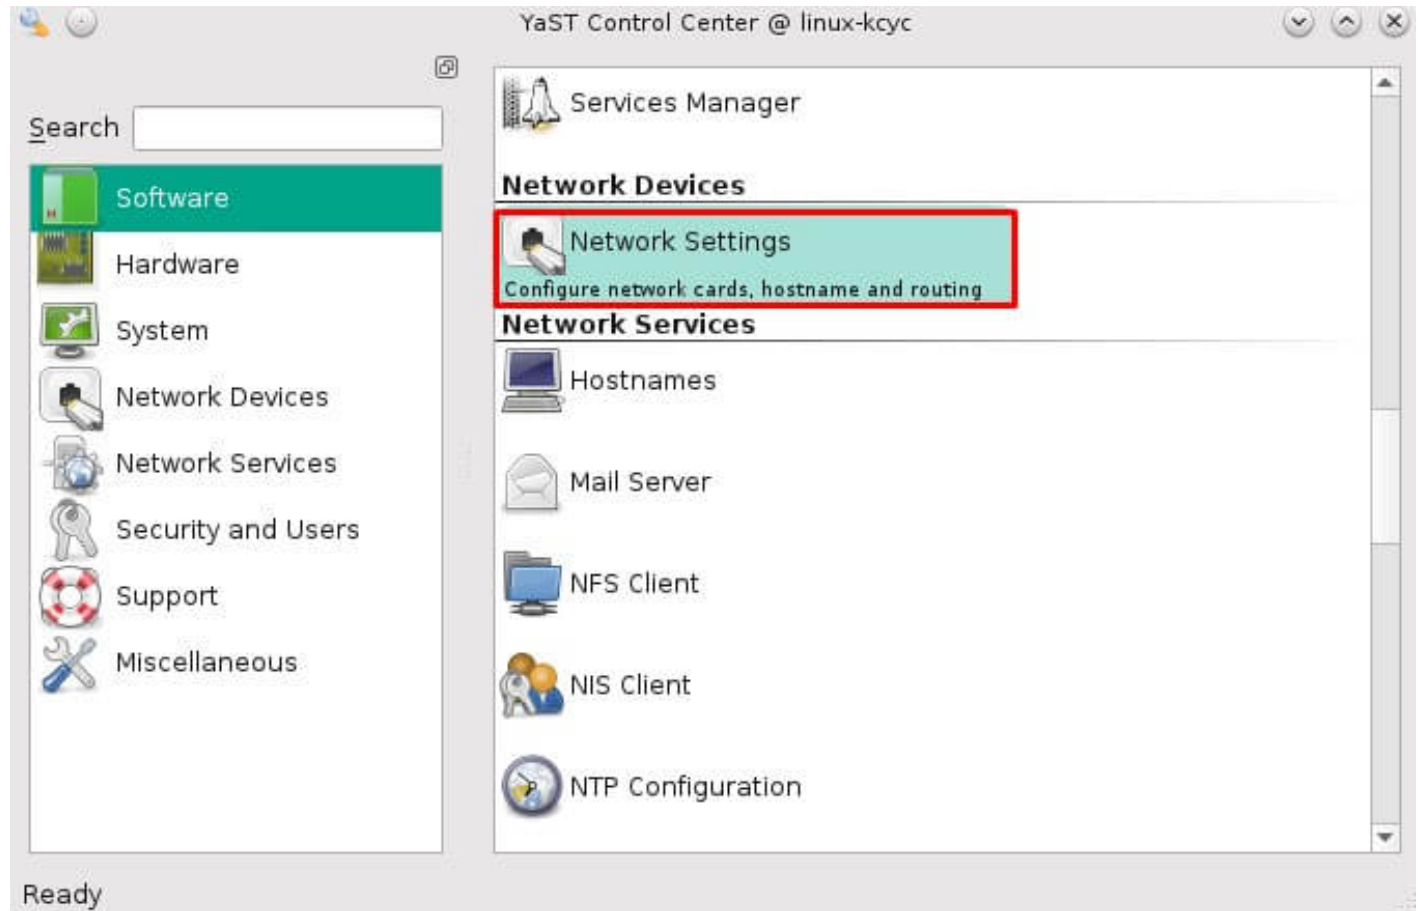 YaST Control Center @ linux-kcyc
Search
Software
Hardware
System
Network Devices
Network Services
Security and Users
Support
Miscellaneous
Services Manager
Network Devices
Network Settings
Configure network cards, hostname and routing
Network Services
Hostnames
Mail Server
NFS Client
NIS Client
NTP Configuration
Ready